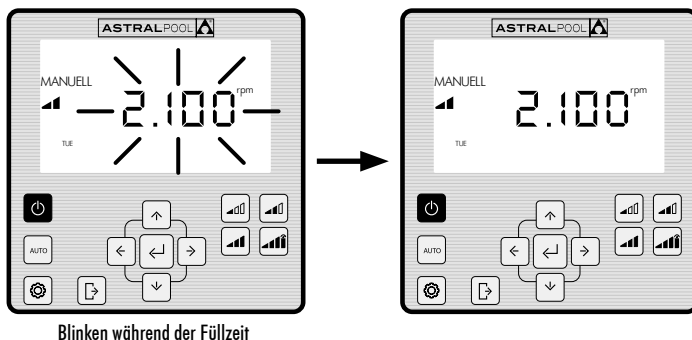 ASTRALPOOL
MANUELL
2.100 rpm
TUE
AUTO
ASTRALPOOL
MANUELL
2.100 rpm
TUE
AUTO
Blinken während der Füllzeit